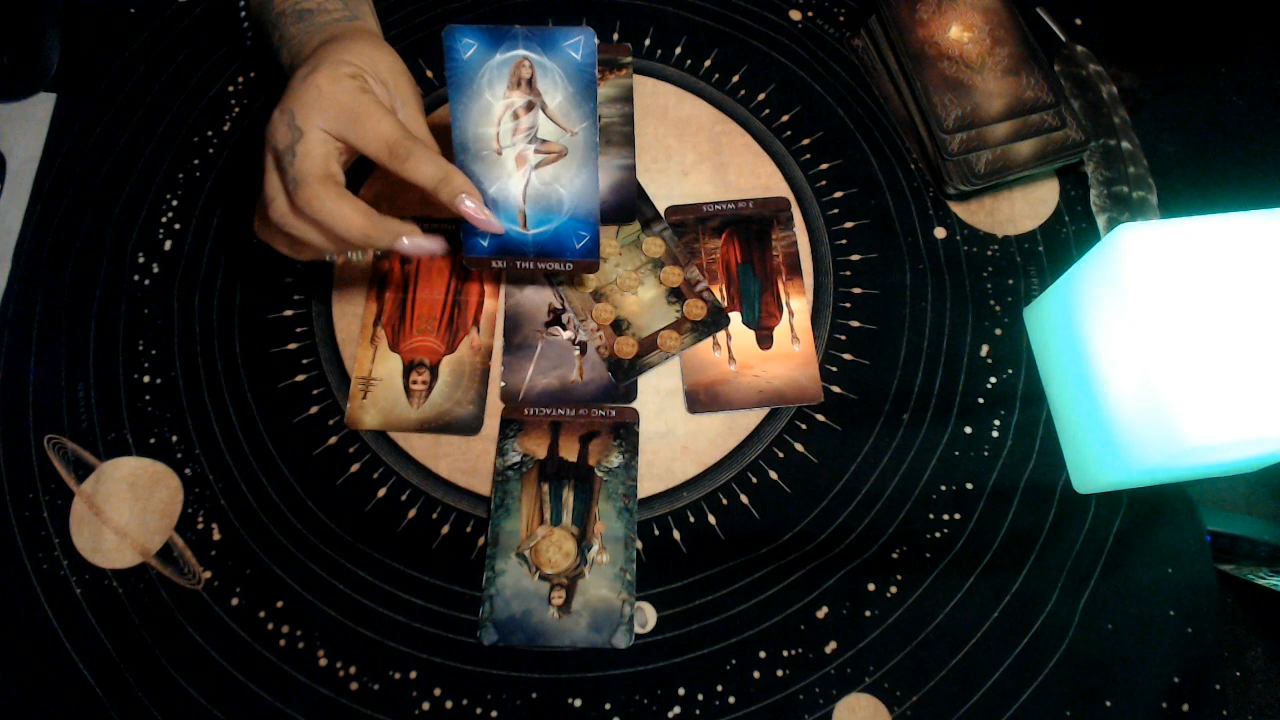 XXI · THE WORLD
3 OF WANDS
KING OF PENTACLES